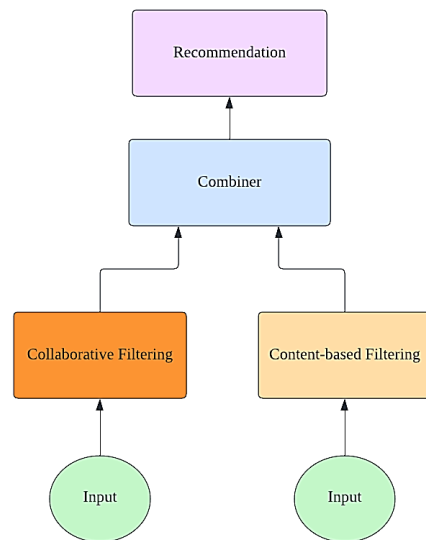 Recommendation
Combiner
Collaborative Filtering
Content-based Filtering
Input
Input